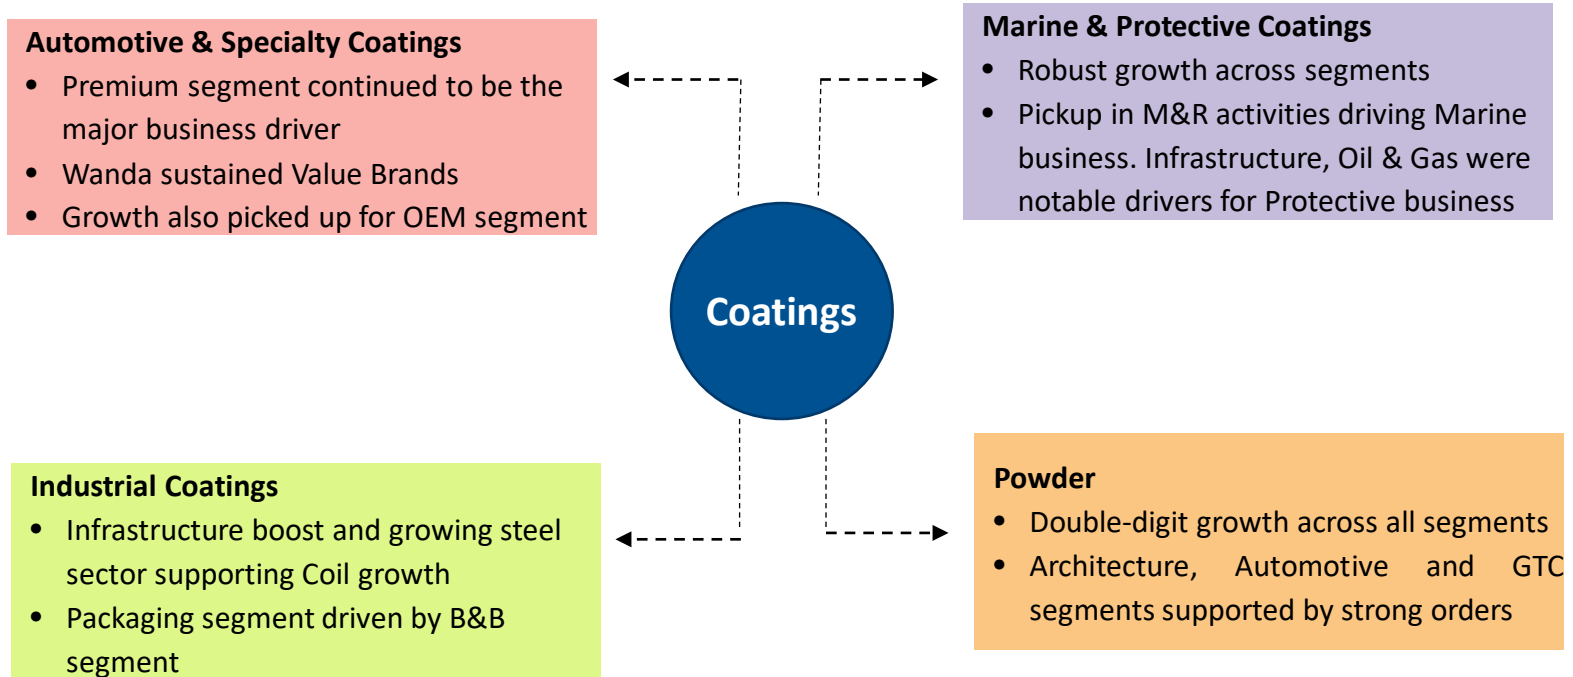 Automotive & Specialty Coatings
• Premium segment continued to be the
major business driver
• Wanda sustained Value Brands
• Growth also picked up for OEM segment
Marine & Protective Coatings
• Robust growth across segments
• Pickup in M&R activities driving Marine
business. Infrastructure, Oil & Gas were
notable drivers for Protective business
Coatings
Industrial Coatings
• Infrastructure boost and growing steel
sector supporting Coil growth
• Packaging segment driven by B&B
segment
Powder
• Double-digit growth across all segments
• Architecture, Automotive and GTC
segments supported by strong orders